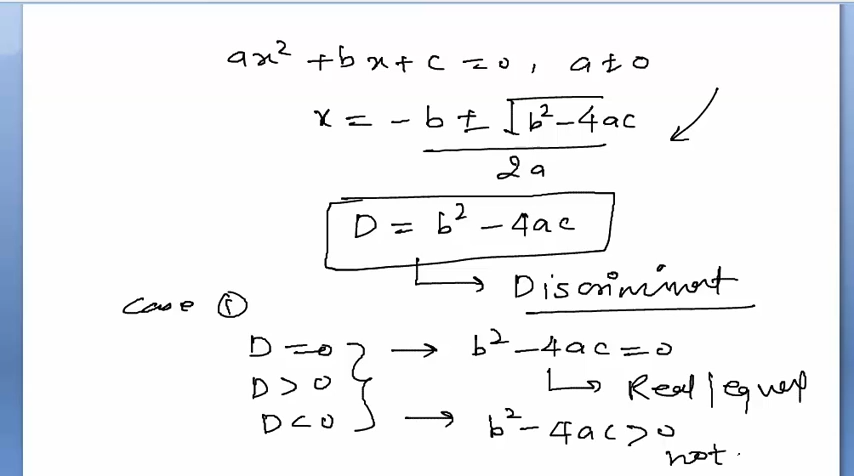 ax² + bx + c = 0, a ≠ 0
x = -b ± √b²-4ac
2a
D = b² - 4ac
Discriminant
Case ①
D = 0 → b² - 4ac = 0
D > 0 Real / equal
D < 0 → b² - 4ac > 0
not.